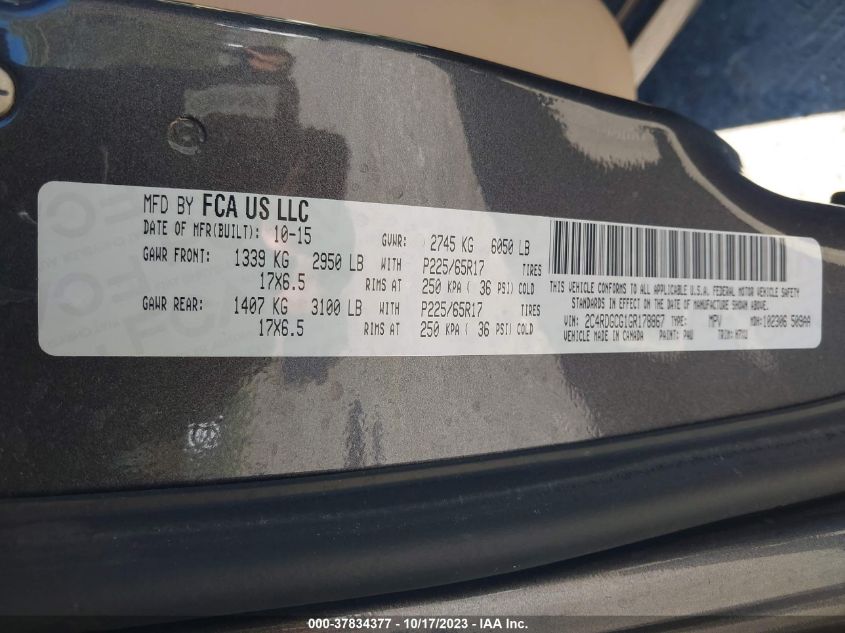 MFD BY FCA US LLC
DATE OF MFR(BUILT): 10-15 GVWR: 2745 KG 6050 LB
GAWR FRONT: 1339 KG 2950 LB WITH P225/65R17 TIRES
17X6.5 RIMS AT 250 KPA ( 36 PSI) COLD
GAWR REAR: 1407 KG 3100 LB WITH P225/65R17 TIRES
17X6.5 RIMS AT 250 KPA ( 36 PSI) COLD
THIS VEHICLE CONFORMS TO ALL APPLICABLE U.S.A. FEDERAL MOTOR VEHICLE SAFETY
STANDARDS IN EFFECT ON THE DATE OF MANUFACTURE SHOWN ABOVE.
VIN: 2C4RDGCG1GR178867 TYPE: MPV MDH: 102306 509AA
VEHICLE MADE IN CANADA PAINT: PAU TRIM:
000-37834377 - 10/17/2023 - IAA Inc.